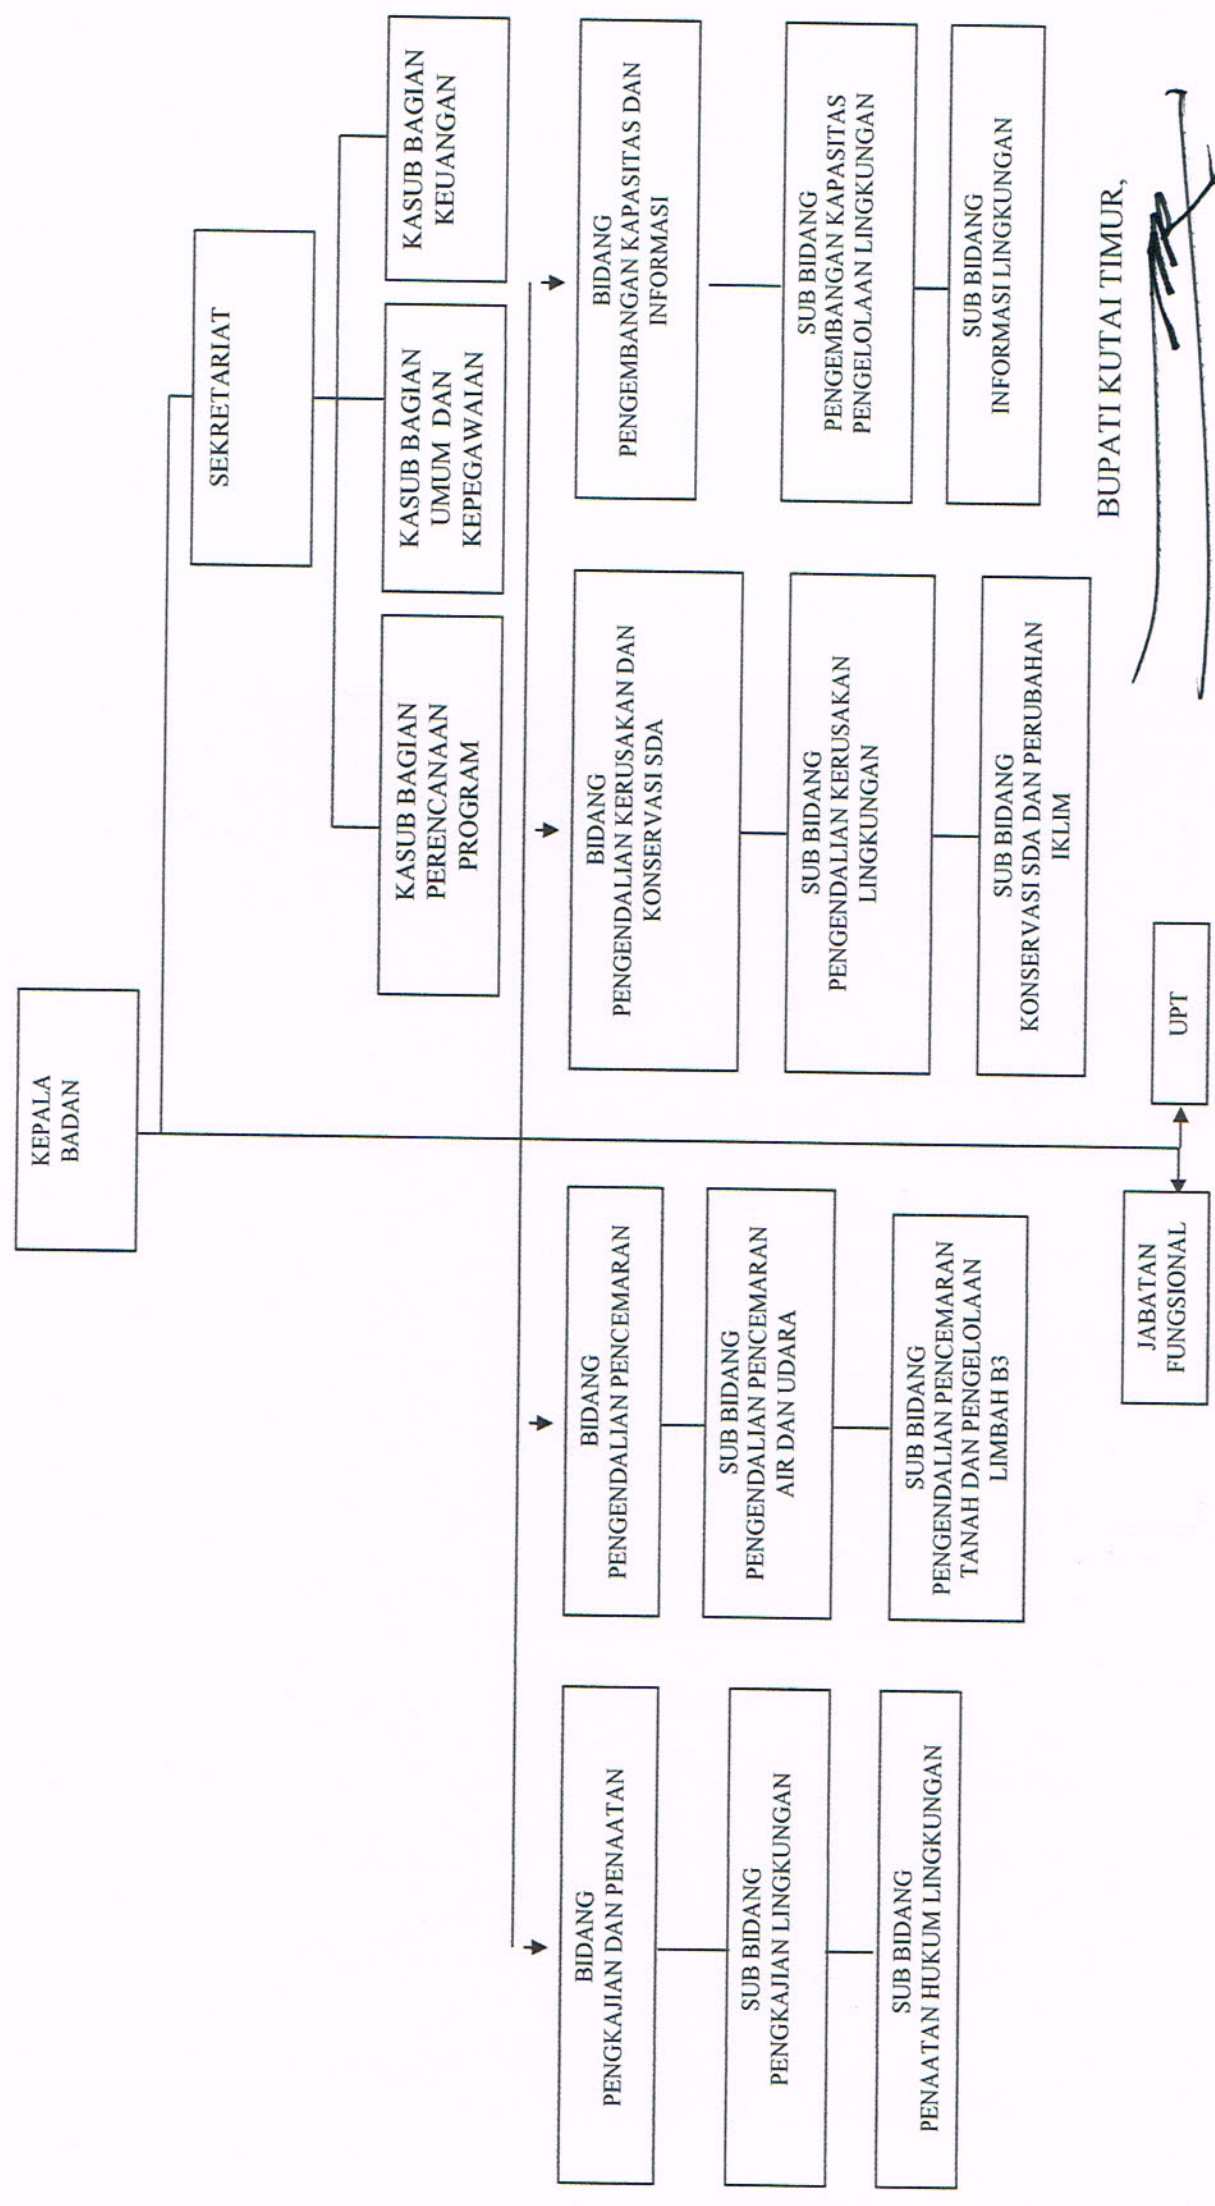 KEPALA
BADAN
SEKRETARIAT
KASUB BAGIAN
PERENCANAAN
PROGRAM
KASUB BAGIAN
UMUM DAN
KEPEGAWAIAN
KASUB BAGIAN
KEUANGAN
BIDANG
PENGKAJIAN DAN PENAATAN
SUB BIDANG
PENGKAJIAN LINGKUNGAN
SUB BIDANG
PENAATAN HUKUM LINGKUNGAN
BIDANG
PENGENDALIAN PENCEMARAN
SUB BIDANG
PENGENDALIAN PENCEMARAN
AIR DAN UDARA
SUB BIDANG
PENGENDALIAN PENCEMARAN
TANAH DAN PENGELOLAAN
LIMBAH B3
BIDANG
PENGENDALIAN KERUSAKAN DAN
KONSERVASI SDA
SUB BIDANG
PENGENDALIAN KERUSAKAN
LINGKUNGAN
SUB BIDANG
KONSERVASI SDA DAN PERUBAHAN
IKLIM
BIDANG
PENGEMBANGAN KAPASITAS DAN
INFORMASI
SUB BIDANG
PENGEMBANGAN KAPASITAS
PENGELOLAAN LINGKUNGAN
SUB BIDANG
INFORMASI LINGKUNGAN
JABATAN
FUNGSIONAL
UPT
BUPATI KUTAI TIMUR,